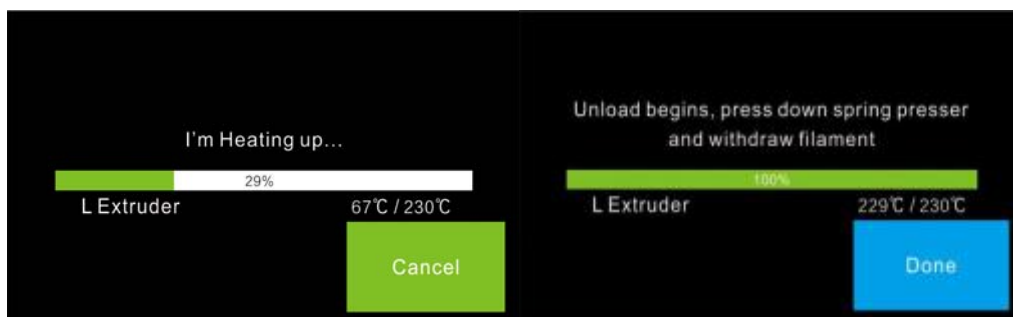 I'm Heating up...
29%
L Extruder
67℃ / 230℃
Cancel
Unload begins, press down spring presser
and withdraw filament
100%
L Extruder
229℃ / 230℃
Done